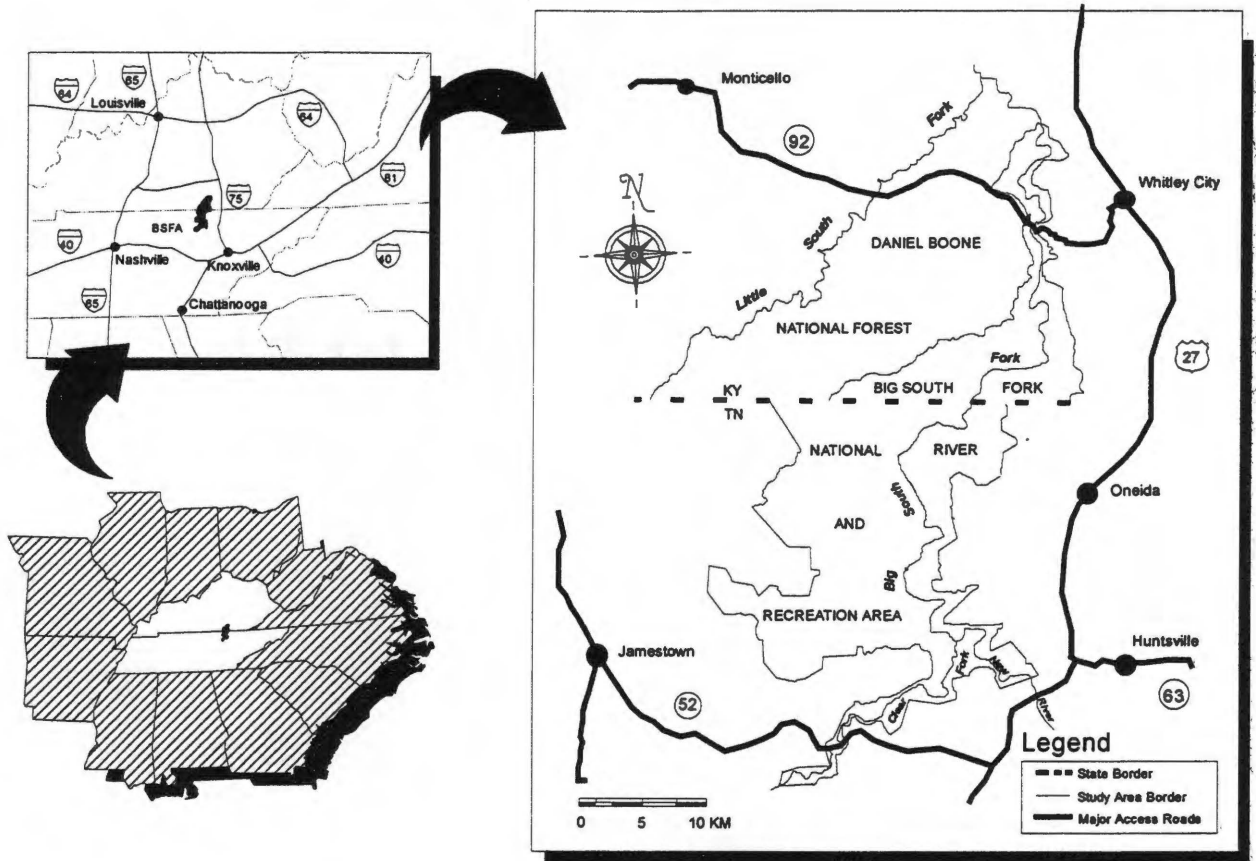 65
64
Louisville
64
81
75
BSFA
40
Nashville
Knoxville
40
65
Chattanooga
Monticello
Fork
92
Whitley City
N
South
DANIEL BOONE
Little
NATIONAL FOREST
Fork
27
KY
BIG SOUTH
FORK
TN
NATIONAL
RIVER
South
Oneida
AND
Big
RECREATION AREA
Jamestown
Fork
New
Huntsville
Clear
River
52
63
Legend
State Border
Study Area Border
Major Access Roads
0 5 10 KM